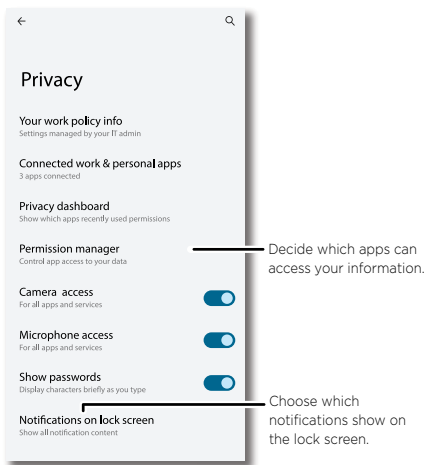 Privacy
Your work policy info
Settings managed by your IT admin
Connected work & personal apps
3 apps connected
Privacy dashboard
Show which apps recently used permissions
Permission manager
Control app access to your data
Decide which apps can
access your information.
Camera access
For all apps and services
Microphone access
For all apps and services
Show passwords
Display characters briefly as you type
Notifications on lock screen
Show all notification content
Choose which
notifications show on
the lock screen.